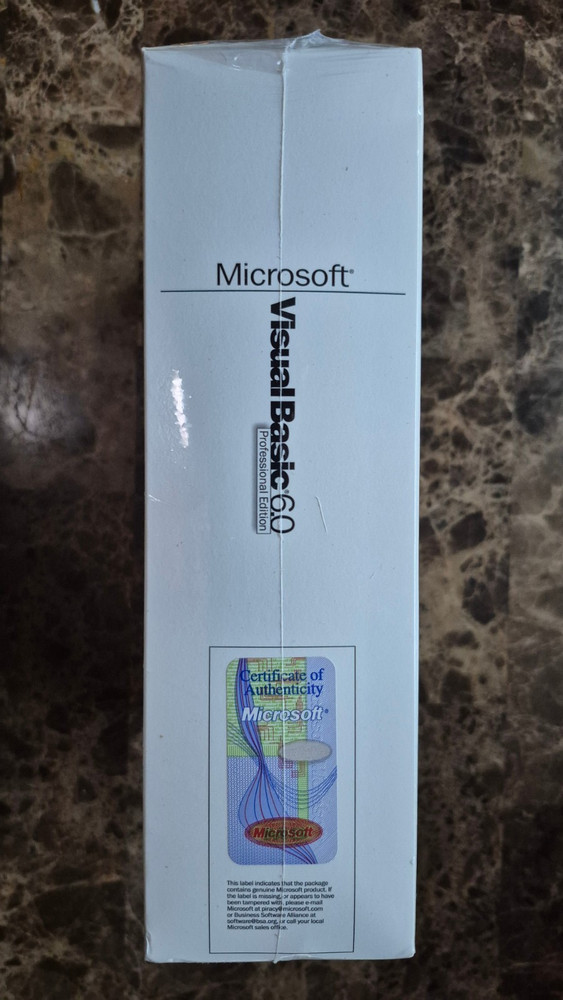 Microsoft®
Visual Basic® 6.0
Professional Edition
Certificate of
Authenticity
Microsoft®
Microsoft
This label indicates that the package
contains genuine Microsoft product. If
the label is missing, or appears to have
been tampered with, please e-mail
Microsoft at piracy@microsoft.com
or Business Software Alliance at
software@bsa.org, or call your local
Microsoft sales office.